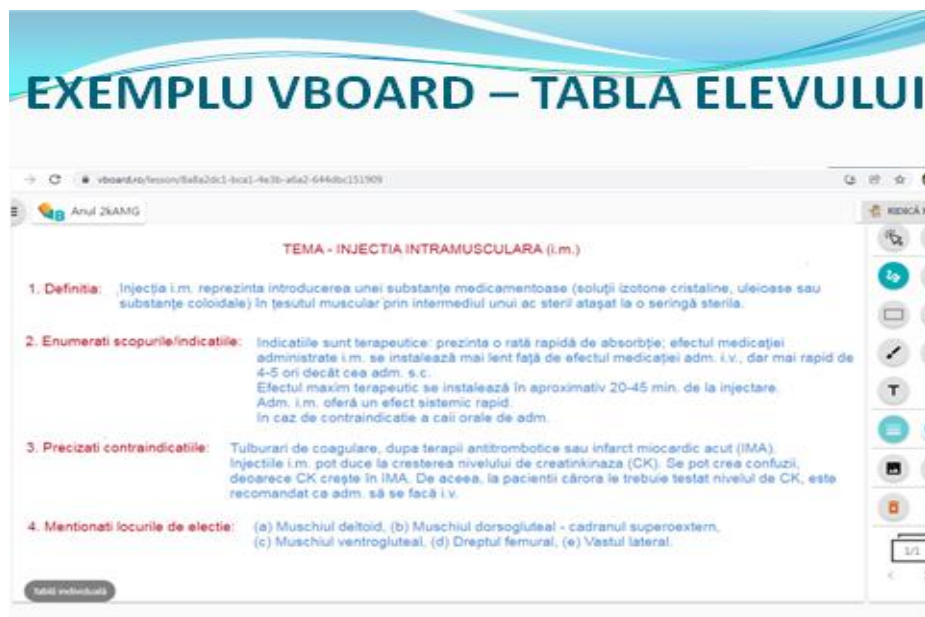 EXEMPLU VBOARD – TABLA ELEVULUI
vboard.ro/lesson/
B Anul 2kAMG
RIDICĂ
TEMA - INJECTIA INTRAMUSCULARA (i.m.)
1. Definitia: Injecția i.m. reprezinta introducerea unei substanțe medicamentoase (soluții izotone cristaline, uleioase sau
substanțe coloidale) în țesutul muscular prin intermediul unui ac steril atașat la o seringă sterila.
2. Enumerati scopurile/indicatiile: Indicatiile sunt terapeutice: prezinta o rată rapidă de absorbție; efectul medicației
administrate i.m. se instalează mai lent față de efectul medicației adm. i.v., dar mai rapid de
4-5 ori decât cea adm. s.c.
Efectul maxim terapeutic se instalează în aproximativ 20-45 min. de la injectare.
Adm. i.m. oferă un efect sistemic rapid.
In caz de contraindicatie a caii orale de adm.
3. Precizati contraindicatiile: Tulburari de coagulare, dupa terapii antitrombotice sau infarct miocardic acut (IMA).
Injectiile i.m. pot duce la cresterea nivelului de creatinkinaza (CK). Se pot crea confuzii,
deoarece CK crește în IMA. De aceea, la pacientii cărora le trebuie testat nivelul de CK, este
recomandat ca adm. să se facă i.v.
4. Mentionati locurile de electie: (a) Muschiul deltoid, (b) Muschiul dorsogluteal - cadranul superoextern,
(c) Muschiul ventrogluteal, (d) Dreptul femural, (e) Vastul lateral.
T
1/1
Tablă individuală